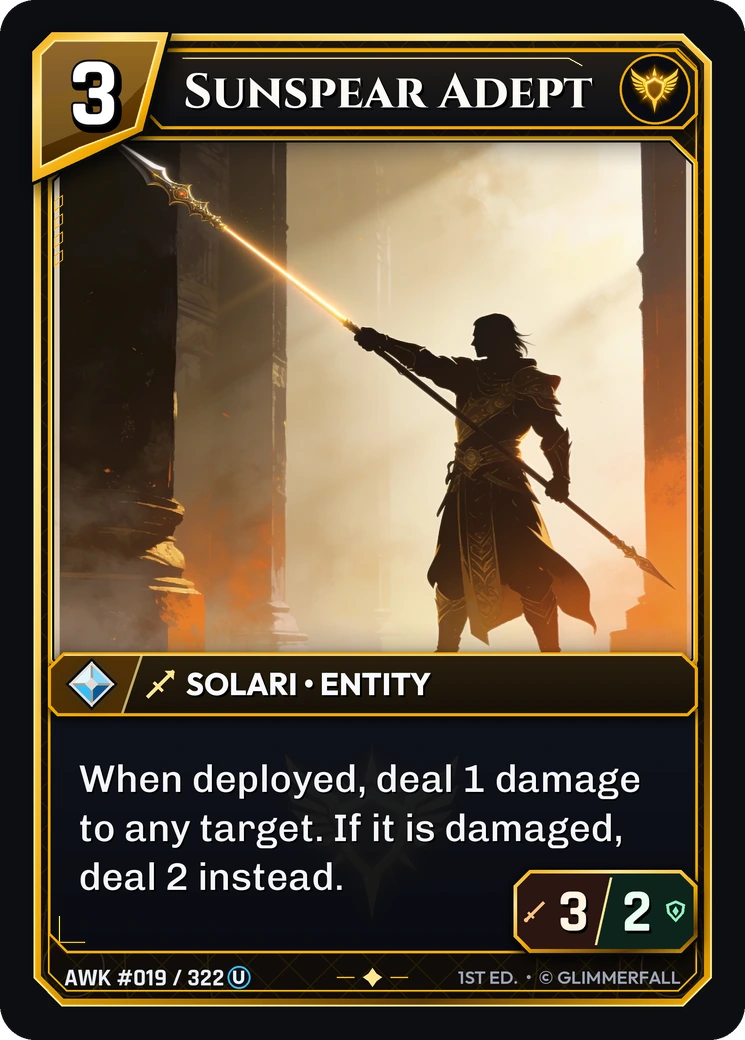 3
SUNSPEAR ADEPT
SOLARI • ENTITY
When deployed, deal 1 damage
to any target. If it is damaged,
deal 2 instead.
3 / 2
AWK #019 / 322 U
1ST ED. • © GLIMMERFALL